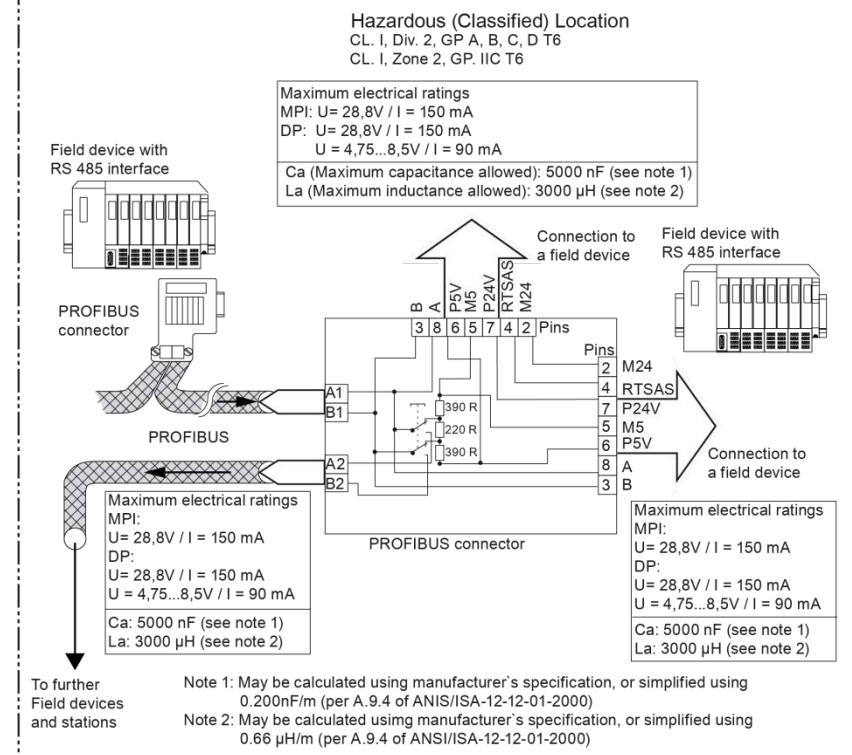 Hazardous (Classified) Location
CL. I, Div. 2, GP A, B, C, D T6
CL. I, Zone 2, GP. IIC T6
Maximum electrical ratings
MPI: U= 28,8V / I = 150 mA
DP: U= 28,8V / I = 150 mA
U = 4,75...8,5V / I = 90 mA
Ca (Maximum capacitance allowed): 5000 nF (see note 1)
La (Maximum inductance allowed): 3000 µH (see note 2)
Field device with
RS 485 interface
PROFIBUS
connector
Connection to
a field device
Field device with
RS 485 interface
B
A
P5V
M5
P24V
RTSAS
M24
3 8 6 5 7 4 2 Pins
Pins
2 M24
4 RTSAS
7 P24V
5 M5
6 P5V
8 A
3 B
A1
B1
390 R
220 R
390 R
PROFIBUS
A2
B2
Connection to
a field device
PROFIBUS connector
Maximum electrical ratings
MPI:
U= 28,8V / I = 150 mA
DP:
U= 28,8V / I = 150 mA
U = 4,75...8,5V / I = 90 mA
Ca: 5000 nF (see note 1)
La: 3000 µH (see note 2)
Maximum electrical ratings
MPI:
U= 28,8V / I = 150 mA
DP:
U= 28,8V / I = 150 mA
U = 4,75...8,5V / I = 90 mA
Ca: 5000 nF (see note 1)
La: 3000 µH (see note 2)
To further
Field devices
and stations
Note 1: May be calculated using manufacturer`s specification, or simplified using
0.200nF/m (per A.9.4 of ANIS/ISA-12-12-01-2000)
Note 2: May be calculated usimg manufacturer`s specification, or simplified using
0.66 µH/m (per A.9.4 of ANSI/ISA-12-12-01-2000)